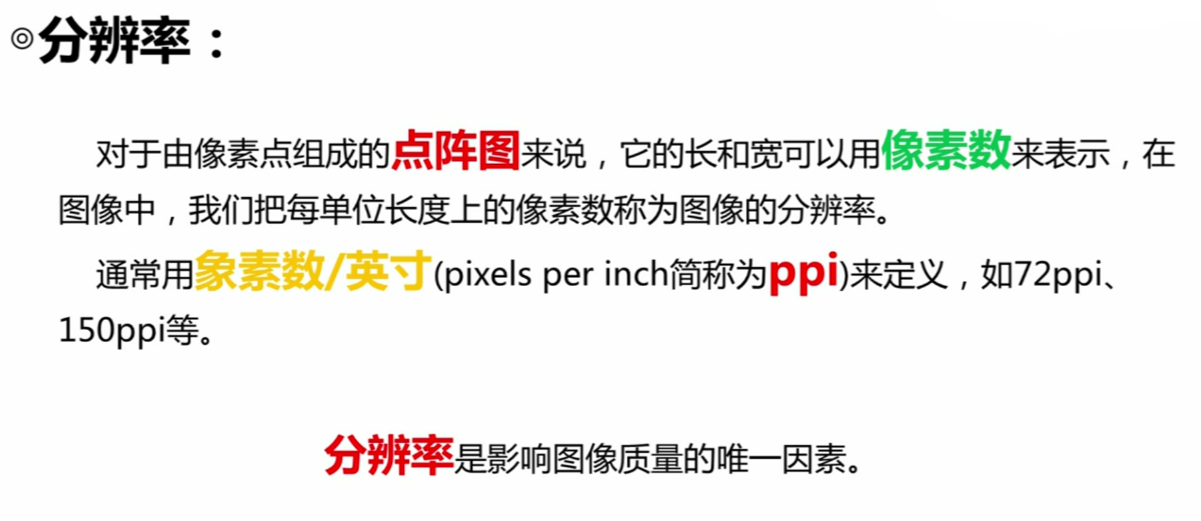 ◎分辨率：
对于由像素点组成的点阵图来说，它的长和宽可以用像素数来表示，在
图像中，我们把每单位长度上的像素数称为图像的分辨率。
通常用象素数/英寸(pixels per inch简称为ppi)来定义，如72ppi、
150ppi等。
分辨率是影响图像质量的唯一因素。